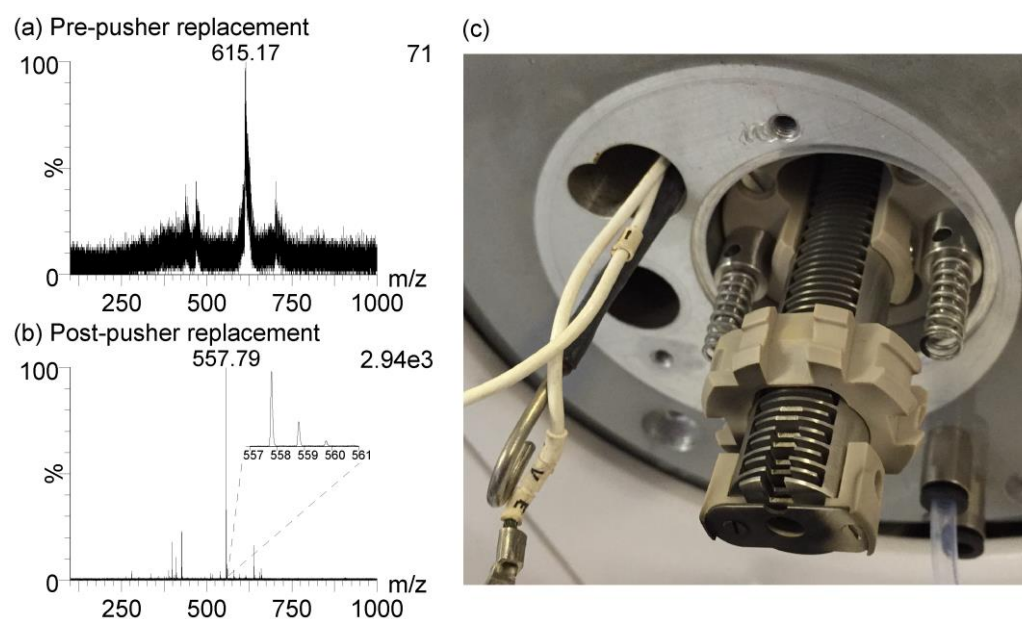 (a) Pre-pusher replacement
615.17 71
100
%
0
m/z
250 500 750 1000
(b) Post-pusher replacement
557.79 2.94e3
100
557 558 559 560 561
%
0
m/z
250 500 750 1000
(c)
V
E